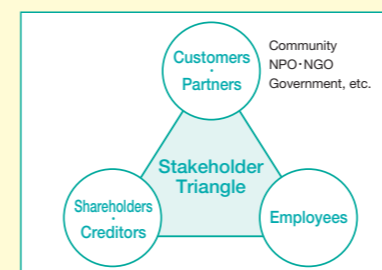 Customers
・
Partners
Community
NPO・NGO
Government, etc.
Stakeholder
Triangle
Shareholders
・
Creditors
Employees